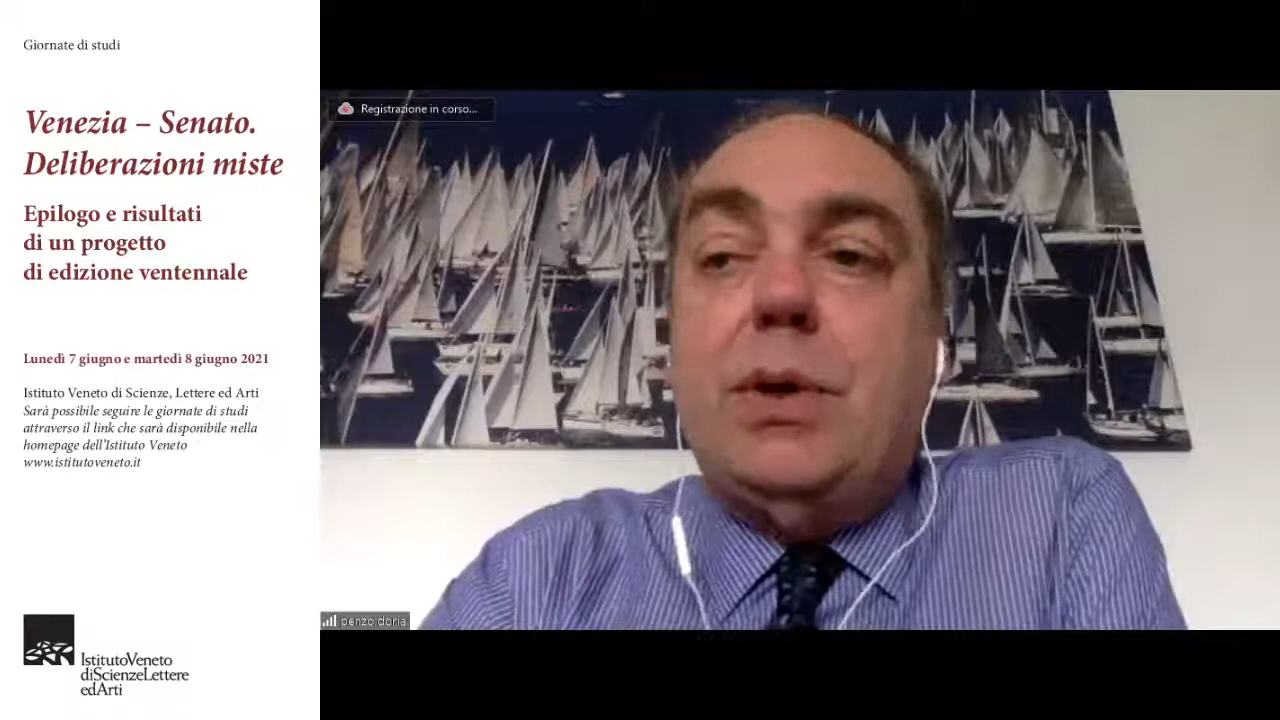 Giornate di studi
Venezia – Senato.
Deliberazioni miste
Epilogo e risultati
di un progetto
di edizione ventennale
Lunedì 7 giugno e martedì 8 giugno 2021
Istituto Veneto di Scienze, Lettere ed Arti
Sarà possibile seguire le giornate di studi
attraverso il link che sarà disponibile nella
homepage dell'Istituto Veneto
www.istitutoveneto.it
IstitutoVeneto
diScienzeLettere
edArti
Registrazione in corso...
penzo doria